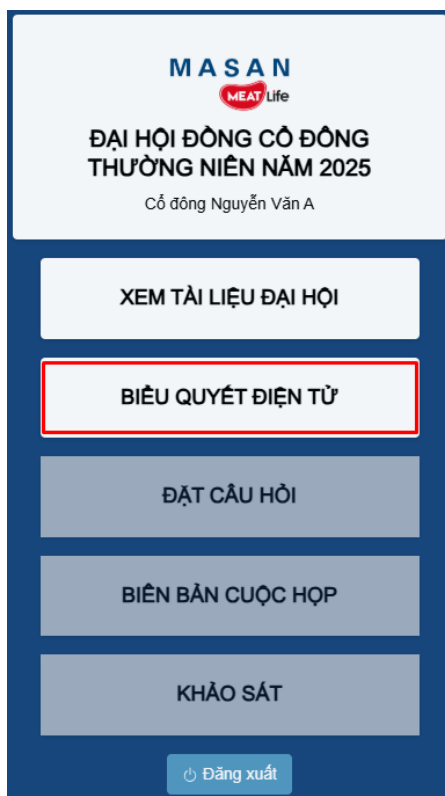 MASAN
MEAT Life
ĐẠI HỘI ĐỒNG CỔ ĐÔNG
THƯỜNG NIÊN NĂM 2025
Cổ đông Nguyễn Văn A
XEM TÀI LIỆU ĐẠI HỘI
BIỂU QUYẾT ĐIỆN TỬ
ĐẶT CÂU HỎI
BIÊN BẢN CUỘC HỌP
KHẢO SÁT
Đăng xuất